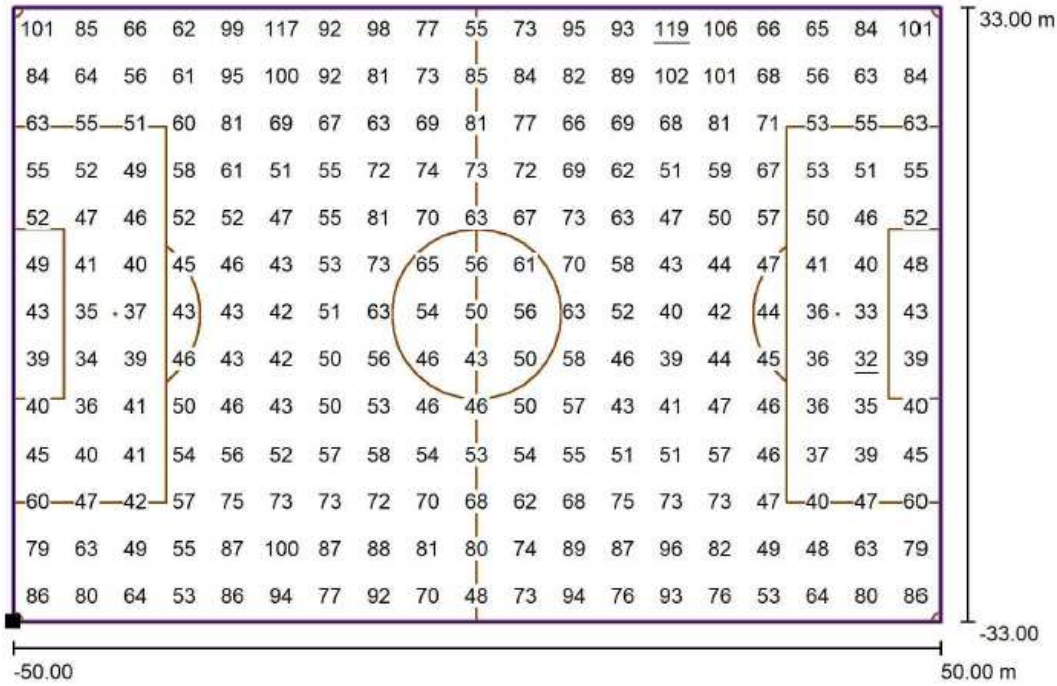 101 85 66 62 99 117 92 98 77 55 73 95 93 119 106 66 65 84 101
33.00 m
84 64 56 61 95 100 92 81 73 85 84 82 89 102 101 68 56 63 84
63 55 51 60 81 69 67 63 69 81 77 66 69 68 81 71 53 55 63
55 52 49 58 61 51 55 72 74 73 72 69 62 51 59 67 53 51 55
52 47 46 52 52 47 55 81 70 63 67 73 63 47 50 57 50 46 52
49 41 40 45 46 43 53 73 65 56 61 70 58 43 44 47 41 40 48
43 35 37 43 43 42 51 63 54 50 56 63 52 40 42 44 36 33 43
39 34 39 46 43 42 50 56 46 43 50 58 46 39 44 45 36 32 39
40 36 41 50 46 43 50 53 46 46 50 57 43 41 47 46 36 35 40
45 40 41 54 56 52 57 58 54 53 54 55 51 51 57 46 37 39 45
60 47 42 57 75 73 73 72 70 68 62 68 75 73 73 47 40 47 60
79 63 49 55 87 100 87 88 81 80 74 89 87 96 82 49 48 63 79
86 80 64 53 86 94 77 92 70 48 73 94 76 93 76 53 64 80 86
-33.00
-50.00
50.00 m